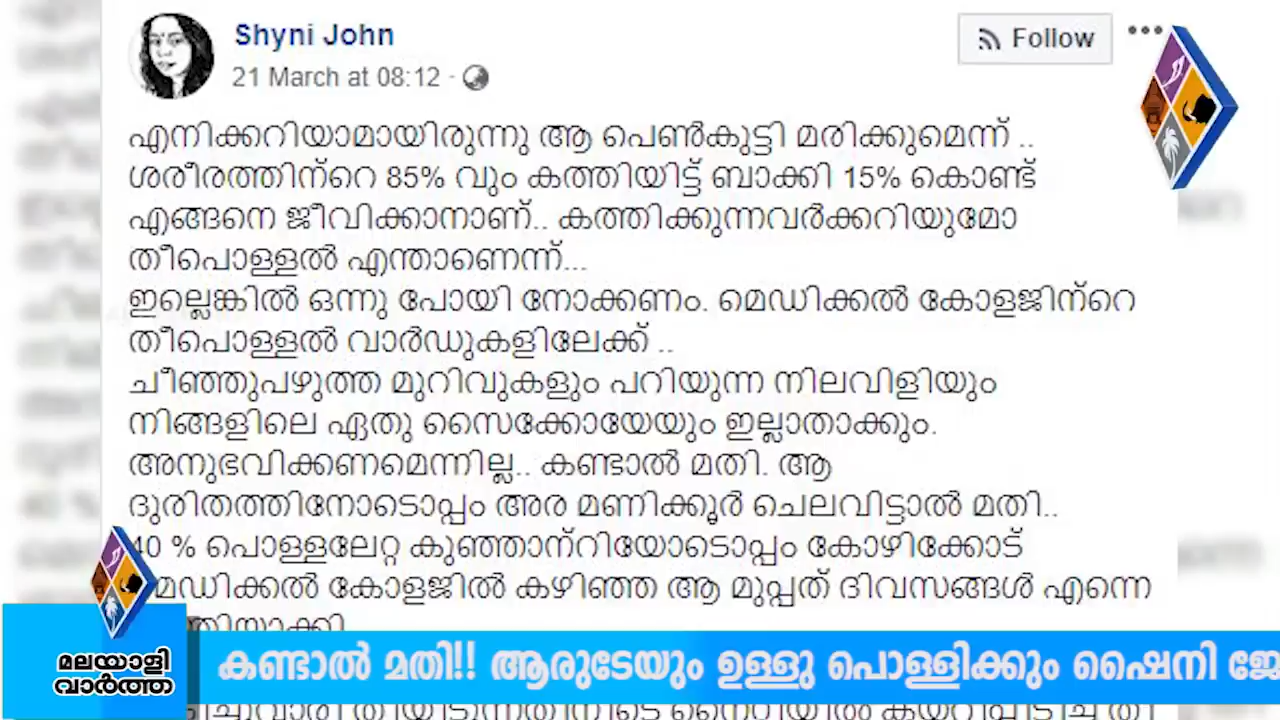 Shyni John
Follow
21 March at 08:12
എനിക്കറിയാമായിരുന്നു ആ പെൺകുട്ടി മരിക്കുമെന്ന് ..
ശരീരത്തിന്റെ 85% വും കത്തിയിട്ട് ബാക്കി 15% കൊണ്ട്
എങ്ങനെ ജീവിക്കാനാണ്.. കത്തിക്കുന്നവർക്കറിയുമോ
തീപൊള്ളൽ എന്താണെന്ന്...
ഇല്ലെങ്കിൽ ഒന്നു പോയി നോക്കണം. മെഡിക്കൽ കോളജിന്റെ
തീപൊള്ളൽ വാർഡുകളിലേക്ക് ..
ചീഞ്ഞുപഴുത്ത മുറിവുകളും പറിയുന്ന നിലവിളിയും
നിങ്ങളിലെ ഏതു സൈക്കോയേയും ഇല്ലാതാക്കും.
അനുഭവിക്കണമെന്നില്ല.. കണ്ടാൽ മതി. ആ
ദുരിതത്തിനോടൊപ്പം അര മണിക്കൂർ ചെലവിട്ടാൽ മതി..
40 % പൊള്ളലേറ്റ കുഞ്ഞാന്റിയോടൊപ്പം കോഴിക്കോട്
മെഡിക്കൽ കോളജിൽ കഴിഞ്ഞ ആ മുപ്പത് ദിവസങ്ങൾ എന്നെ
കണ്ടാൽ മതി!! ആരുടേയും ഉള്ളു പൊള്ളിക്കും ഷൈനി ജോ
മലയാളി
വാർത്ത